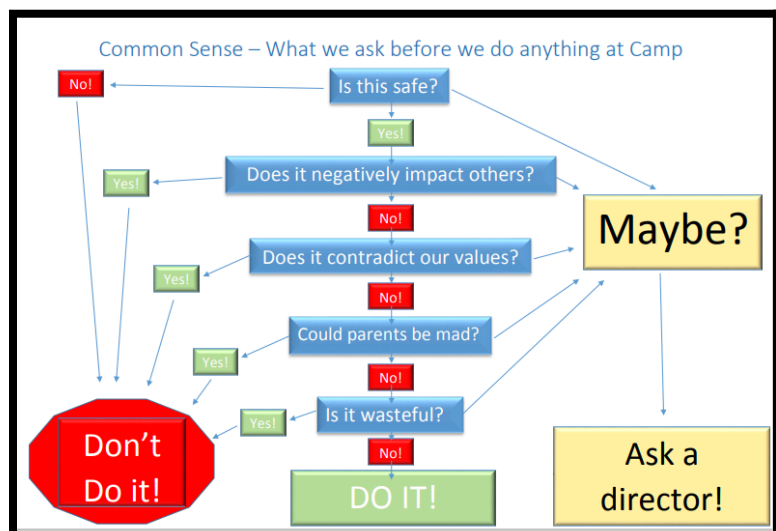 Common Sense – What we ask before we do anything at Camp
No!
Is this safe?
Yes!
Yes!
Does it negatively impact others?
No!
Maybe?
Does it contradict our values?
Yes!
No!
Could parents be mad?
Yes!
No!
Is it wasteful?
Yes!
No!
Don't
Do it!
DO IT!
Ask a
director!